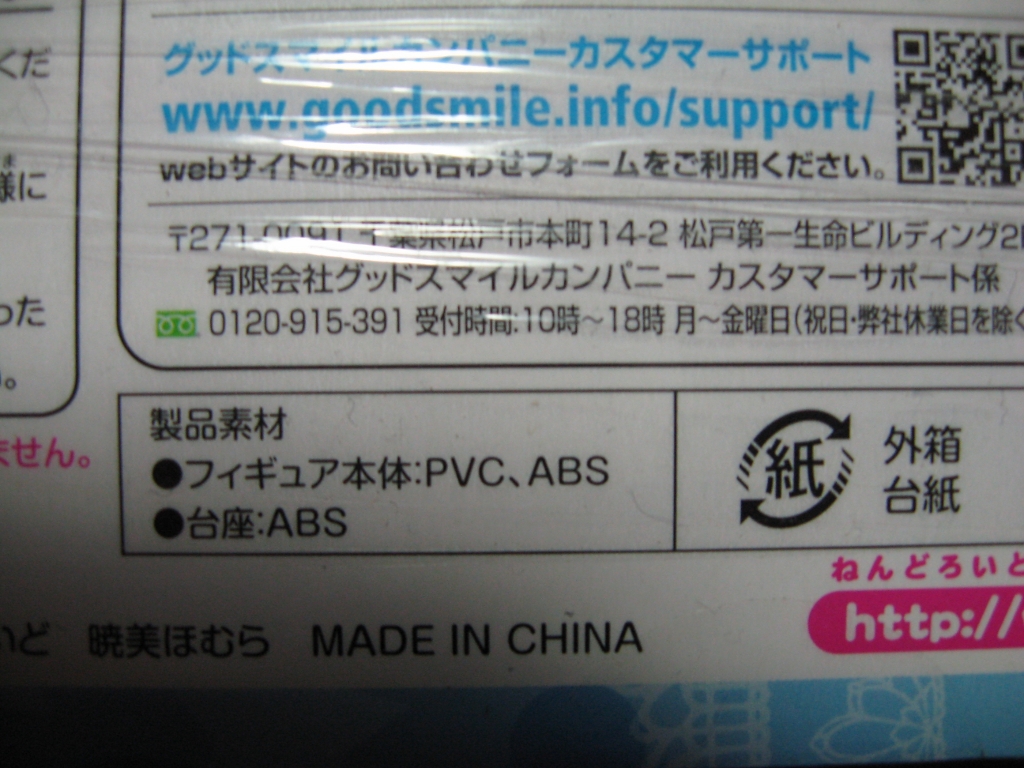 くだ
様に
ま
った
。
ません。
グッドスマイルカンパニーカスタマーサポート
www.goodsmile.info/support/
webサイトのお問い合わせフォームをご利用ください。
〒271-0091 千葉県松戸市本町14-2 松戸第一生命ビルディング2
有限会社グッドスマイルカンパニー カスタマーサポート係
0120-915-391 受付時間:10時～18時 月～金曜日(祝日・弊社休業日を除く
製品素材
●フィギュア本体:PVC、ABS
●台座:ABS
紙
外箱
台紙
ねんどろいど
http://
いど 暁美ほむら MADE IN CHINA